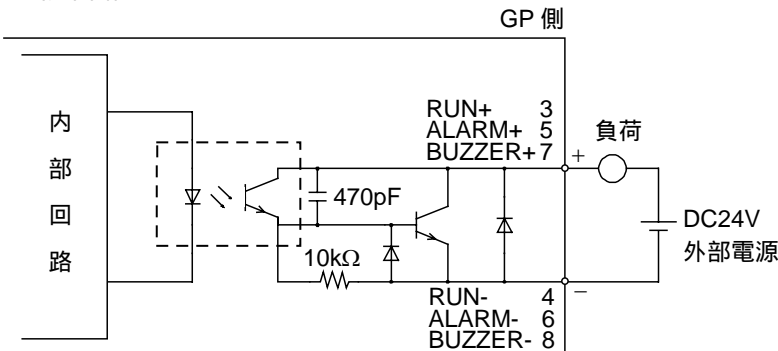 GP 側
内部回路
RUN+ 3
ALARM+ 5
BUZZER+ 7
+
負荷
470pF
DC24V
外部電源
10kΩ
−
RUN- 4
ALARM- 6
BUZZER- 8